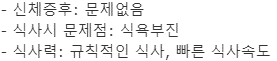 - 신체증후: 문제없음
- 식사시 문제점: 식욕부진
- 식사력: 규칙적인 식사, 빠른 식사속도